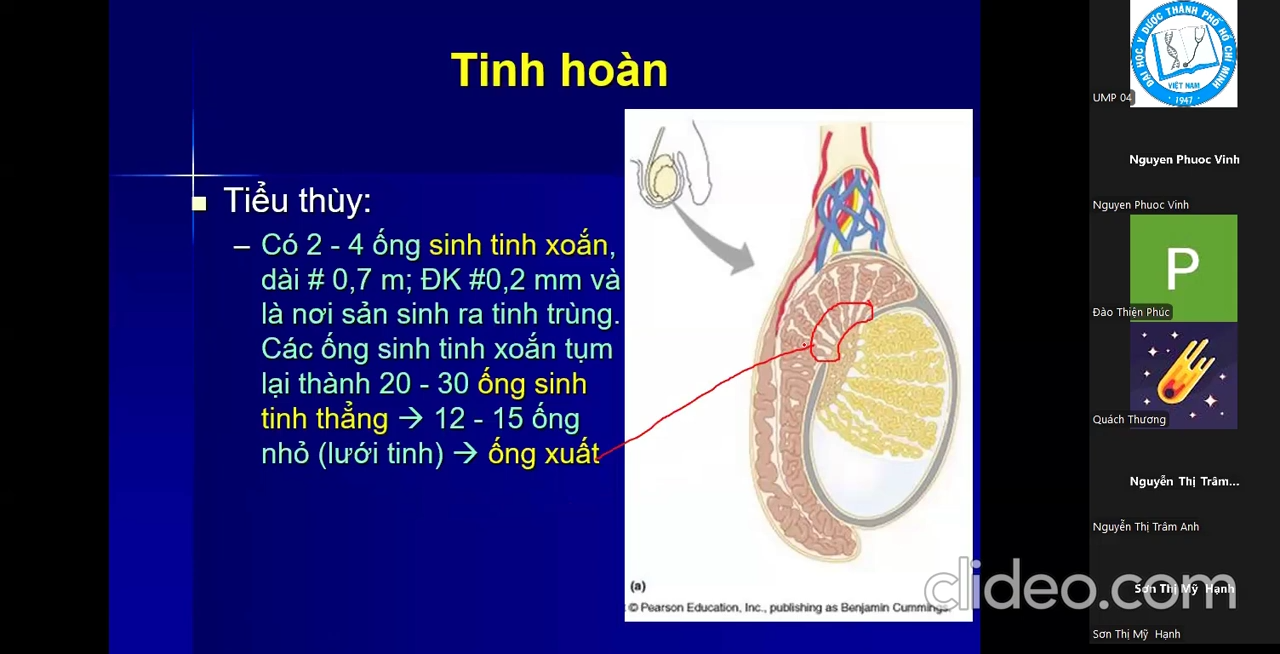 Tinh hoàn
Tiểu thùy:
– Có 2 - 4 ống sinh tinh xoắn,
dài # 0,7 m; ĐK #0,2 mm và
là nơi sản sinh ra tinh trùng.
Các ống sinh tinh xoắn tụm
lại thành 20 - 30 ống sinh
tinh thẳng → 12 - 15 ống
nhỏ (lưới tinh) → ống xuất
(a)
© Pearson Education, Inc., publishing as Benjamin Cummings.
ĐẠI HỌC Y DƯỢC THÀNH PHỐ HỒ CHÍ MINH
VIỆT NAM
1947
UMP 04
Nguyen Phuoc Vinh
Nguyen Phuoc Vinh
P
Đào Thiện Phúc
Quách Thương
Nguyễn Thị Trâm...
Nguyễn Thị Trâm Anh
Sơn Thị Mỹ Hạnh
Sơn Thị Mỹ Hạnh
clideo.com